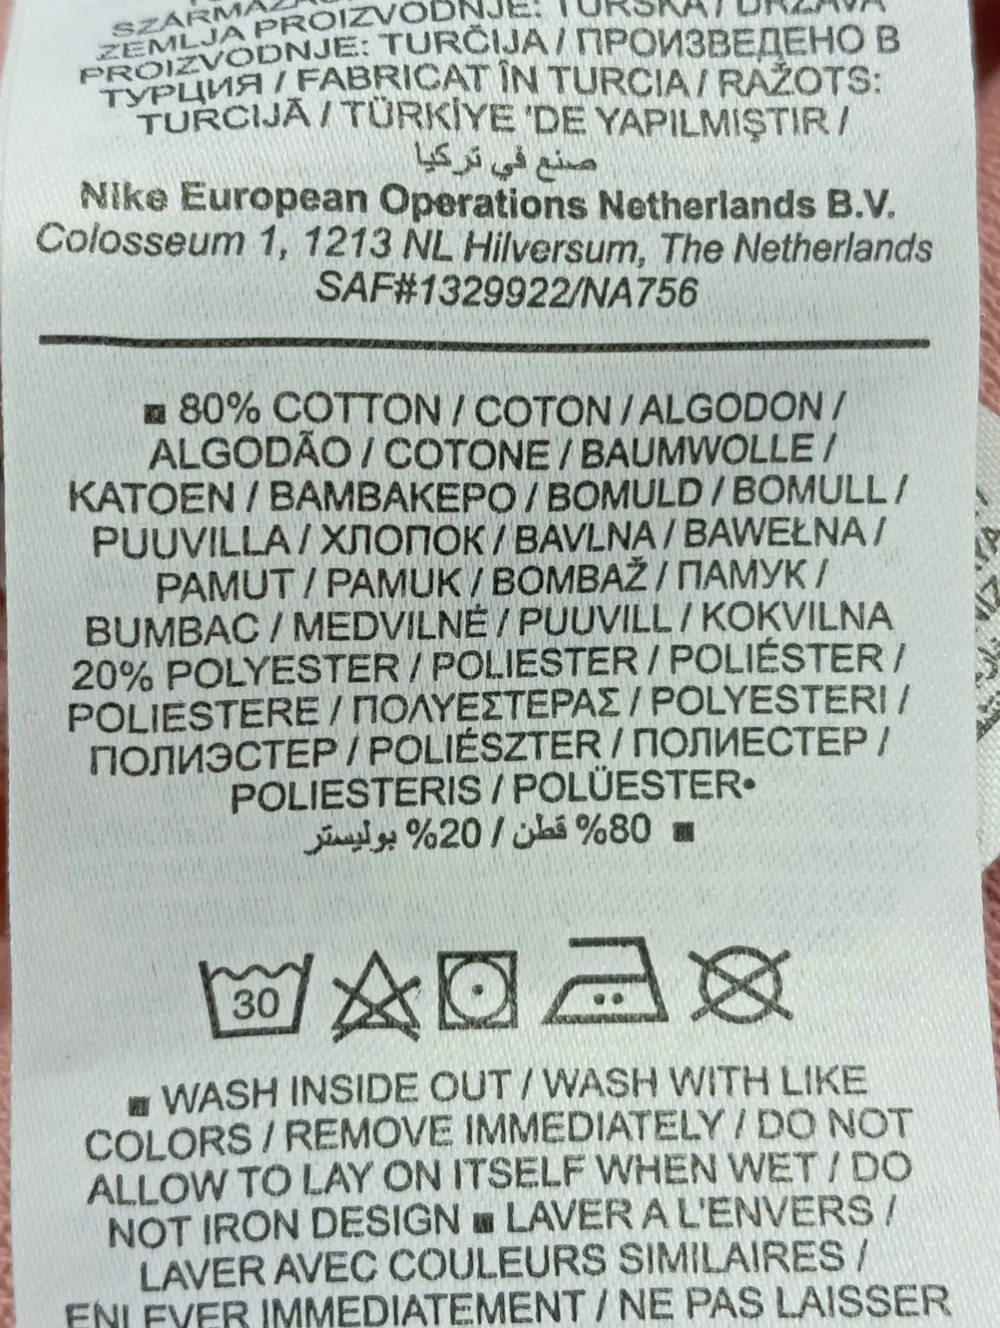 ZEMLJA PROIZVODNJE: TURSKA / DRŽAVA
PROIZVODNJE: TURČIJA / ПРОИЗВЕДЕНО В
ТУРЦИЯ / FABRICAT ÎN TURCIA / RAŽOTS:
TURCIJĀ / TÜRKİYE 'DE YAPILMIŞTIR /
صنع في تركيا
Nike European Operations Netherlands B.V.
Colosseum 1, 1213 NL Hilversum, The Netherlands
SAF#1329922/NA756
80% COTTON / COTON / ALGODON /
ALGODÃO / COTONE / BAUMWOLLE /
KATOEN / ΒΑΜΒΑΚΕΡΟ / BOMULD / BOMULL /
PUUVILLA / ХЛОПОК / BAVLNA / BAWEŁNA /
PAMUT / PAMUK / BOMBAŽ / ПАМУК /
BUMBAC / MEDVILNĖ / PUUVILL / KOKVILNA
20% POLYESTER / POLIESTER / POLIÉSTER /
POLIESTERE / ΠΟΛΥΕΣΤΕΡΑΣ / POLYESTERI /
ПОЛИЭСТЕР / POLIÉSZTER / ПОЛИЕСТЕР /
POLIESTERIS / POLÜESTER•
80% قطن / 20% بوليستر
30
WASH INSIDE OUT / WASH WITH LIKE
COLORS / REMOVE IMMEDIATELY / DO NOT
ALLOW TO LAY ON ITSELF WHEN WET / DO
NOT IRON DESIGN ■ LAVER A L'ENVERS /
LAVER AVEC COULEURS SIMILAIRES /
ENLEVER IMMEDIATEMENT / NE PAS LAISSER